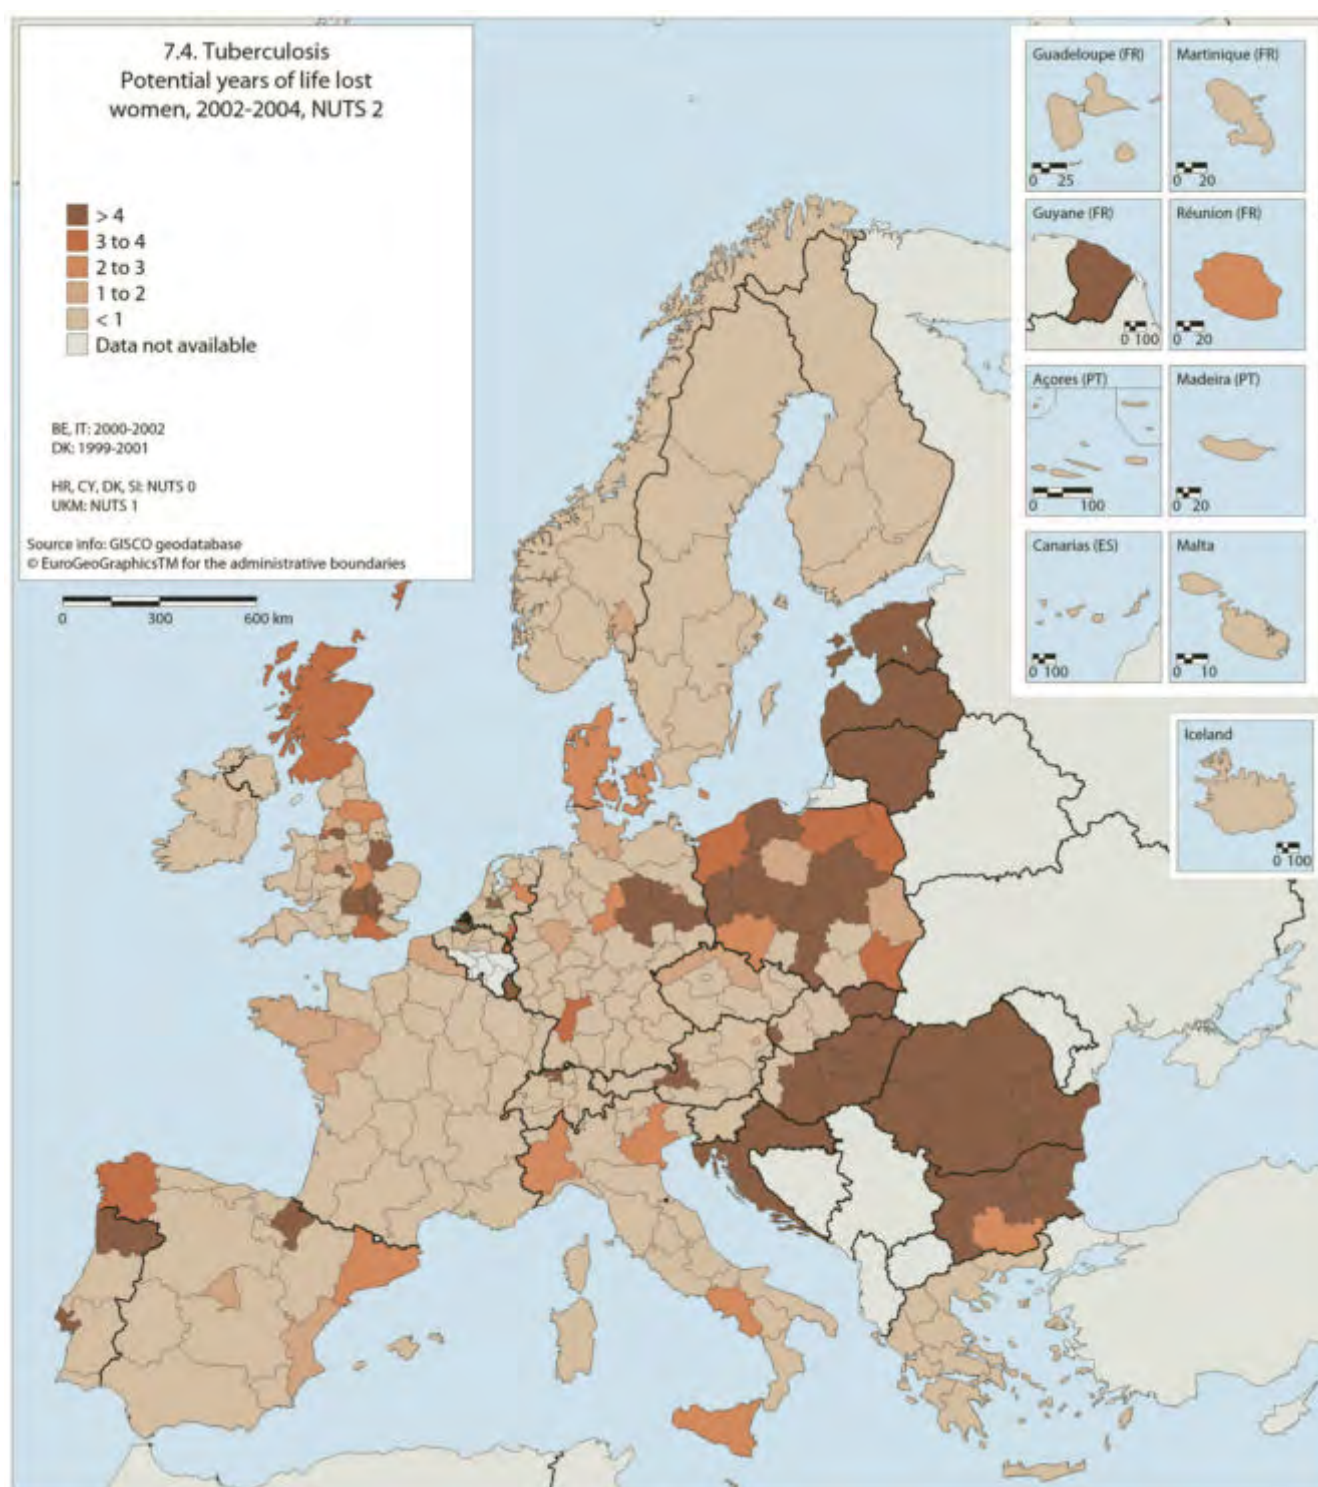 7.4. Tuberculosis
Potential years of life lost
women, 2002-2004, NUTS 2
> 4
3 to 4
2 to 3
1 to 2
< 1
Data not available
BE, IT: 2000-2002
DK: 1999-2001
HR, CY, DK, SI: NUTS 0
UKM: NUTS 1
Source info: GISCO geodatabase
© EuroGeoGraphicsTM for the administrative boundaries
0 300 600 km
Guadeloupe (FR)
0 25
Martinique (FR)
0 20
Guyane (FR)
0 100
Réunion (FR)
0 20
Açores (PT)
0 100
Madeira (PT)
0 20
Canarias (ES)
0 100
Malta
0 10
Iceland
0 100